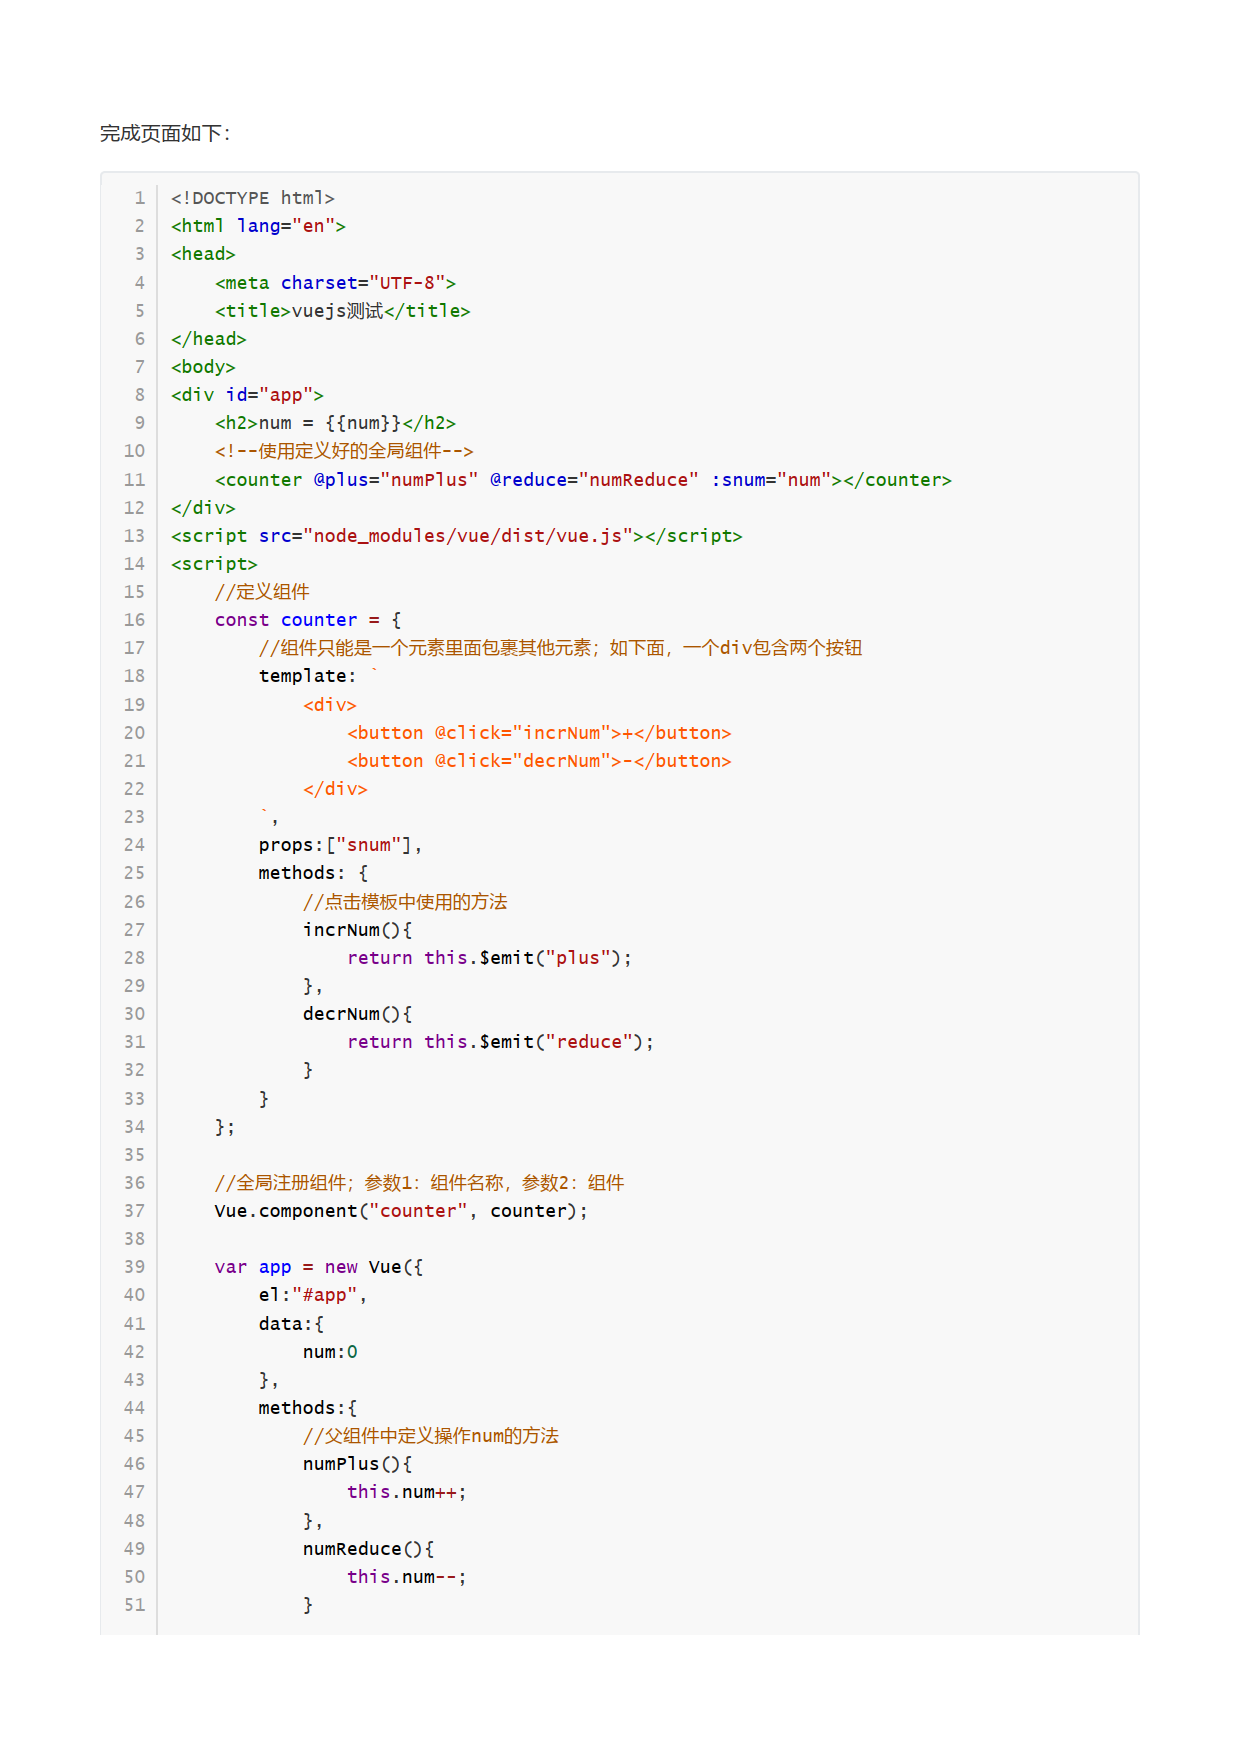 完成页面如下：
1 <!DOCTYPE html>
2 <html lang="en">
3 <head>
4     <meta charset="UTF-8">
5     <title>vuejs测试</title>
6 </head>
7 <body>
8 <div id="app">
9     <h2>num = {{num}}</h2>
10     <!--使用定义好的全局组件-->
11     <counter @plus="numPlus" @reduce="numReduce" :snum="num"></counter>
12 </div>
13 <script src="node_modules/vue/dist/vue.js"></script>
14 <script>
15     //定义组件
16     const counter = {
17         //组件只能是一个元素里面包裹其他元素；如下面，一个div包含两个按钮
18         template: `
19             <div>
20                 <button @click="incrNum">+</button>
21                 <button @click="decrNum">-</button>
22             </div>
23         `,
24         props:["snum"],
25         methods: {
26             //点击模板中使用的方法
27             incrNum(){
28                 return this.$emit("plus");
29             },
30             decrNum(){
31                 return this.$emit("reduce");
32             }
33         }
34     };
35
36     //全局注册组件；参数1：组件名称，参数2：组件
37     Vue.component("counter", counter);
38
39     var app = new Vue({
40         el:"#app",
41         data:{
42             num:0
43         },
44         methods:{
45             //父组件中定义操作num的方法
46             numPlus(){
47                 this.num++;
48             },
49             numReduce(){
50                 this.num--;
51             }